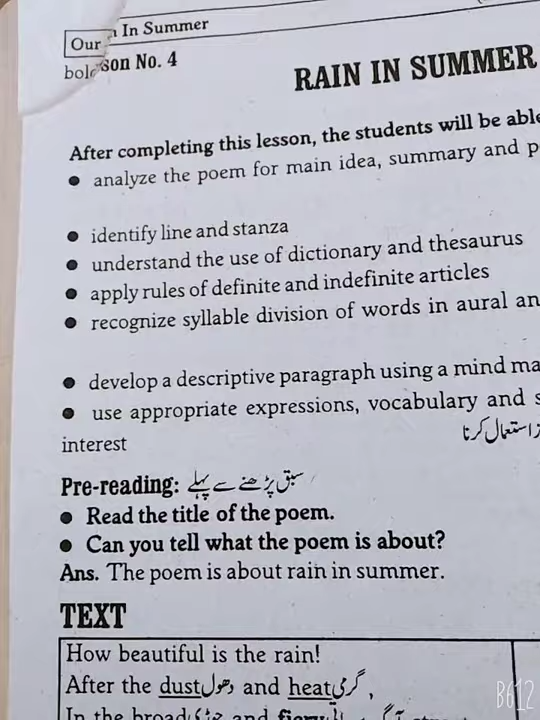 Our n In Summer
son No. 4
RAIN IN SUMMER
After completing this lesson, the students will be able
● analyze the poem for main idea, summary and p
● identify line and stanza
● understand the use of dictionary and thesaurus
● apply rules of definite and indefinite articles
● recognize syllable division of words in aural an
● develop a descriptive paragraph using a mind ma
● use appropriate expressions, vocabulary and s
interest استعمال کرنا
Pre-reading: سبق پڑھنے سے پہلے
● Read the title of the poem.
● Can you tell what the poem is about?
Ans. The poem is about rain in summer.
TEXT
How beautiful is the rain!
After the dust دھول and heat گرمی,
In the broad چوڑی and fiery
B612